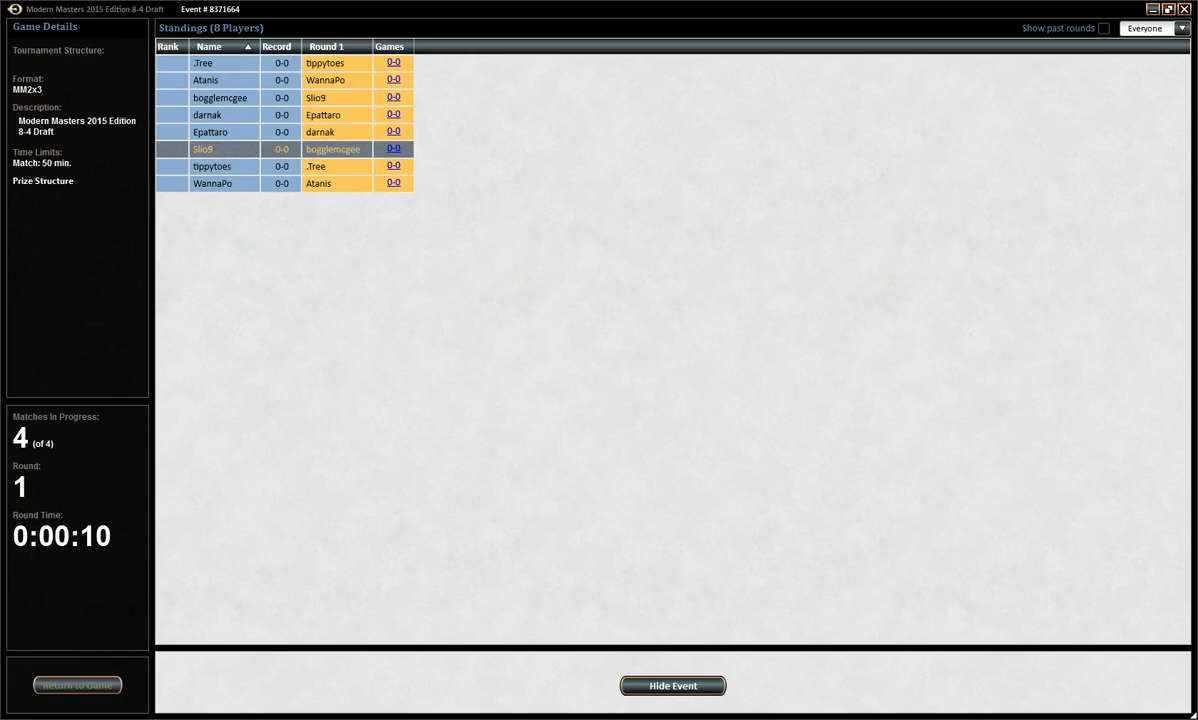 Modern Masters 2015 Edition 8-4 Draft Event # 8371664
Game Details
Tournament Structure:
Format:
MM2x3
Description:
Modern Masters 2015 Edition
8-4 Draft
Time Limits:
Match: 50 min.
Prize Structure
Matches In Progress:
4 (of 4)
Round:
1
Round Time:
0:00:10
Return to Game
Standings (8 Players) Show past rounds Everyone
Rank Name Record Round 1 Games
.Tree 0-0 tippytoes 0-0
Atanis 0-0 WannaPo 0-0
bogglemcgee 0-0 Slio9 0-0
darnak 0-0 Epattaro 0-0
Epattaro 0-0 darnak 0-0
Slio9 0-0 bogglemcgee 0-0
tippytoes 0-0 .Tree 0-0
WannaPo 0-0 Atanis 0-0
Hide Event